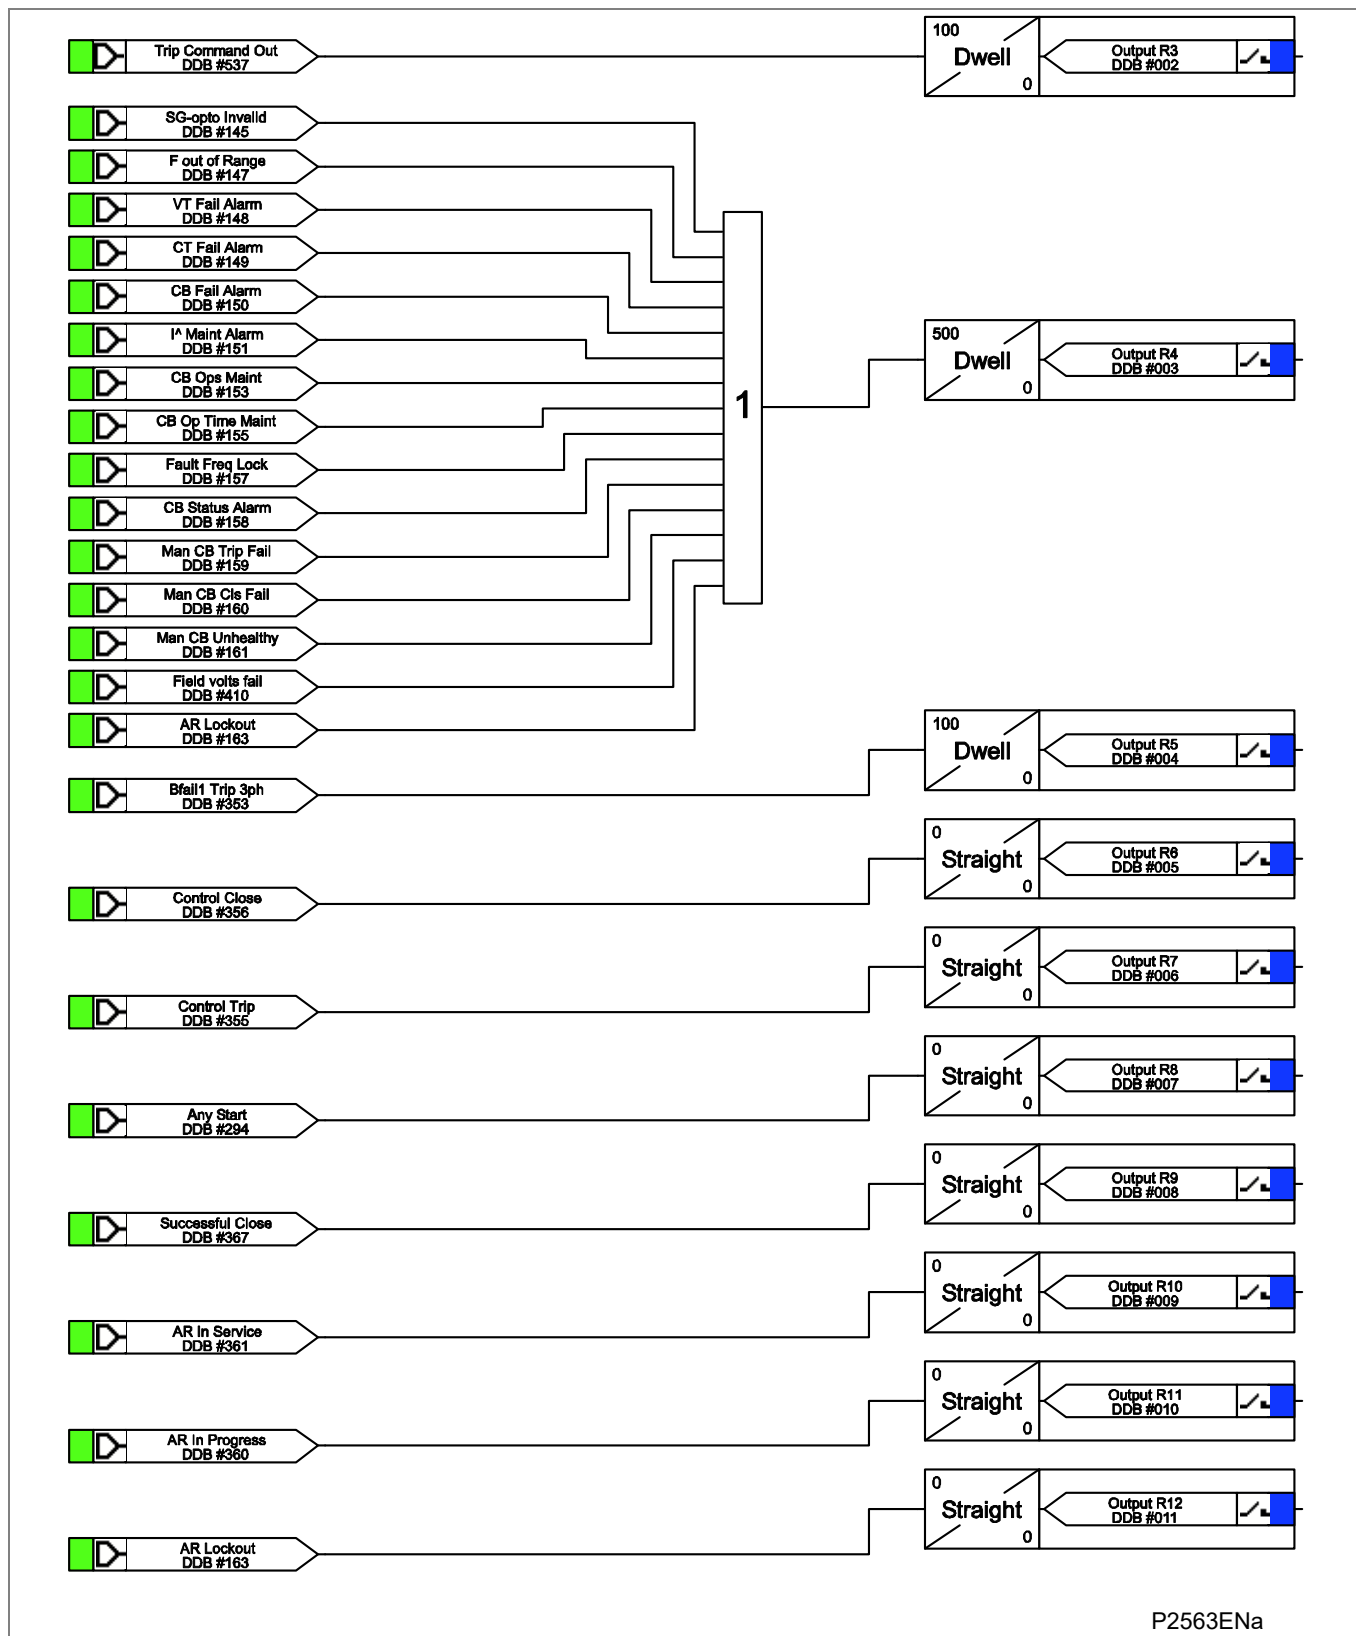 Trip Command Out
DDB #537
100
Dwell
0
Output R3
DDB #002
SG-opto Invalid
DDB #145
F out of Range
DDB #147
VT Fail Alarm
DDB #148
CT Fail Alarm
DDB #149
CB Fail Alarm
DDB #150
I^ Maint Alarm
DDB #151
CB Ops Maint
DDB #153
CB Op Time Maint
DDB #155
Fault Freq Lock
DDB #157
CB Status Alarm
DDB #158
Man CB Trip Fail
DDB #159
Man CB Cls Fail
DDB #160
Man CB Unhealthy
DDB #161
Field volts fail
DDB #410
AR Lockout
DDB #163
1
500
Dwell
0
Output R4
DDB #003
Bfail1 Trip 3ph
DDB #353
100
Dwell
0
Output R5
DDB #004
Control Close
DDB #356
0
Straight
0
Output R6
DDB #005
Control Trip
DDB #355
0
Straight
0
Output R7
DDB #006
Any Start
DDB #294
0
Straight
0
Output R8
DDB #007
Successful Close
DDB #367
0
Straight
0
Output R9
DDB #008
AR In Service
DDB #361
0
Straight
0
Output R10
DDB #009
AR In Progress
DDB #360
0
Straight
0
Output R11
DDB #010
AR Lockout
DDB #163
0
Straight
0
Output R12
DDB #011
P2563ENa